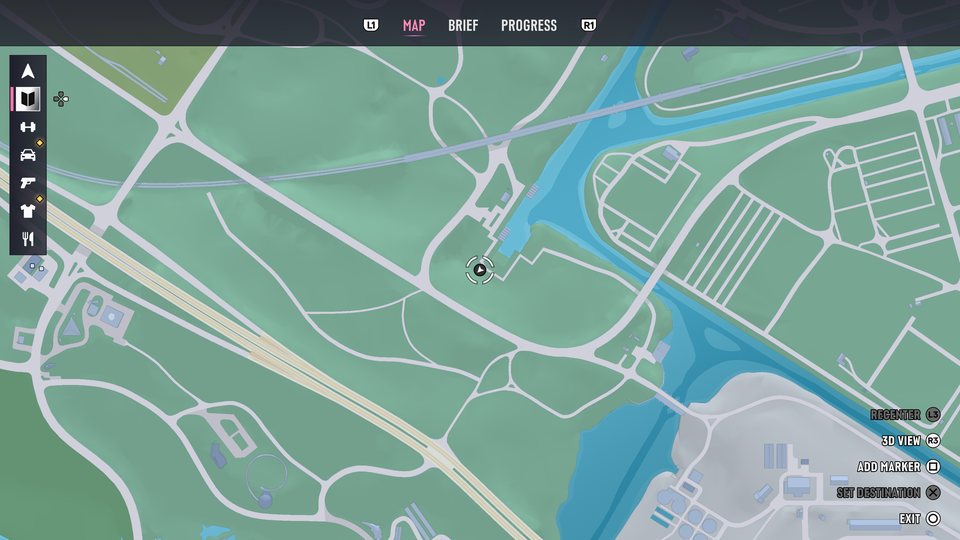 L1 MAP BRIEF PROGRESS R1
RECENTER L3
3D VIEW R3
ADD MARKER
SET DESTINATION
EXIT